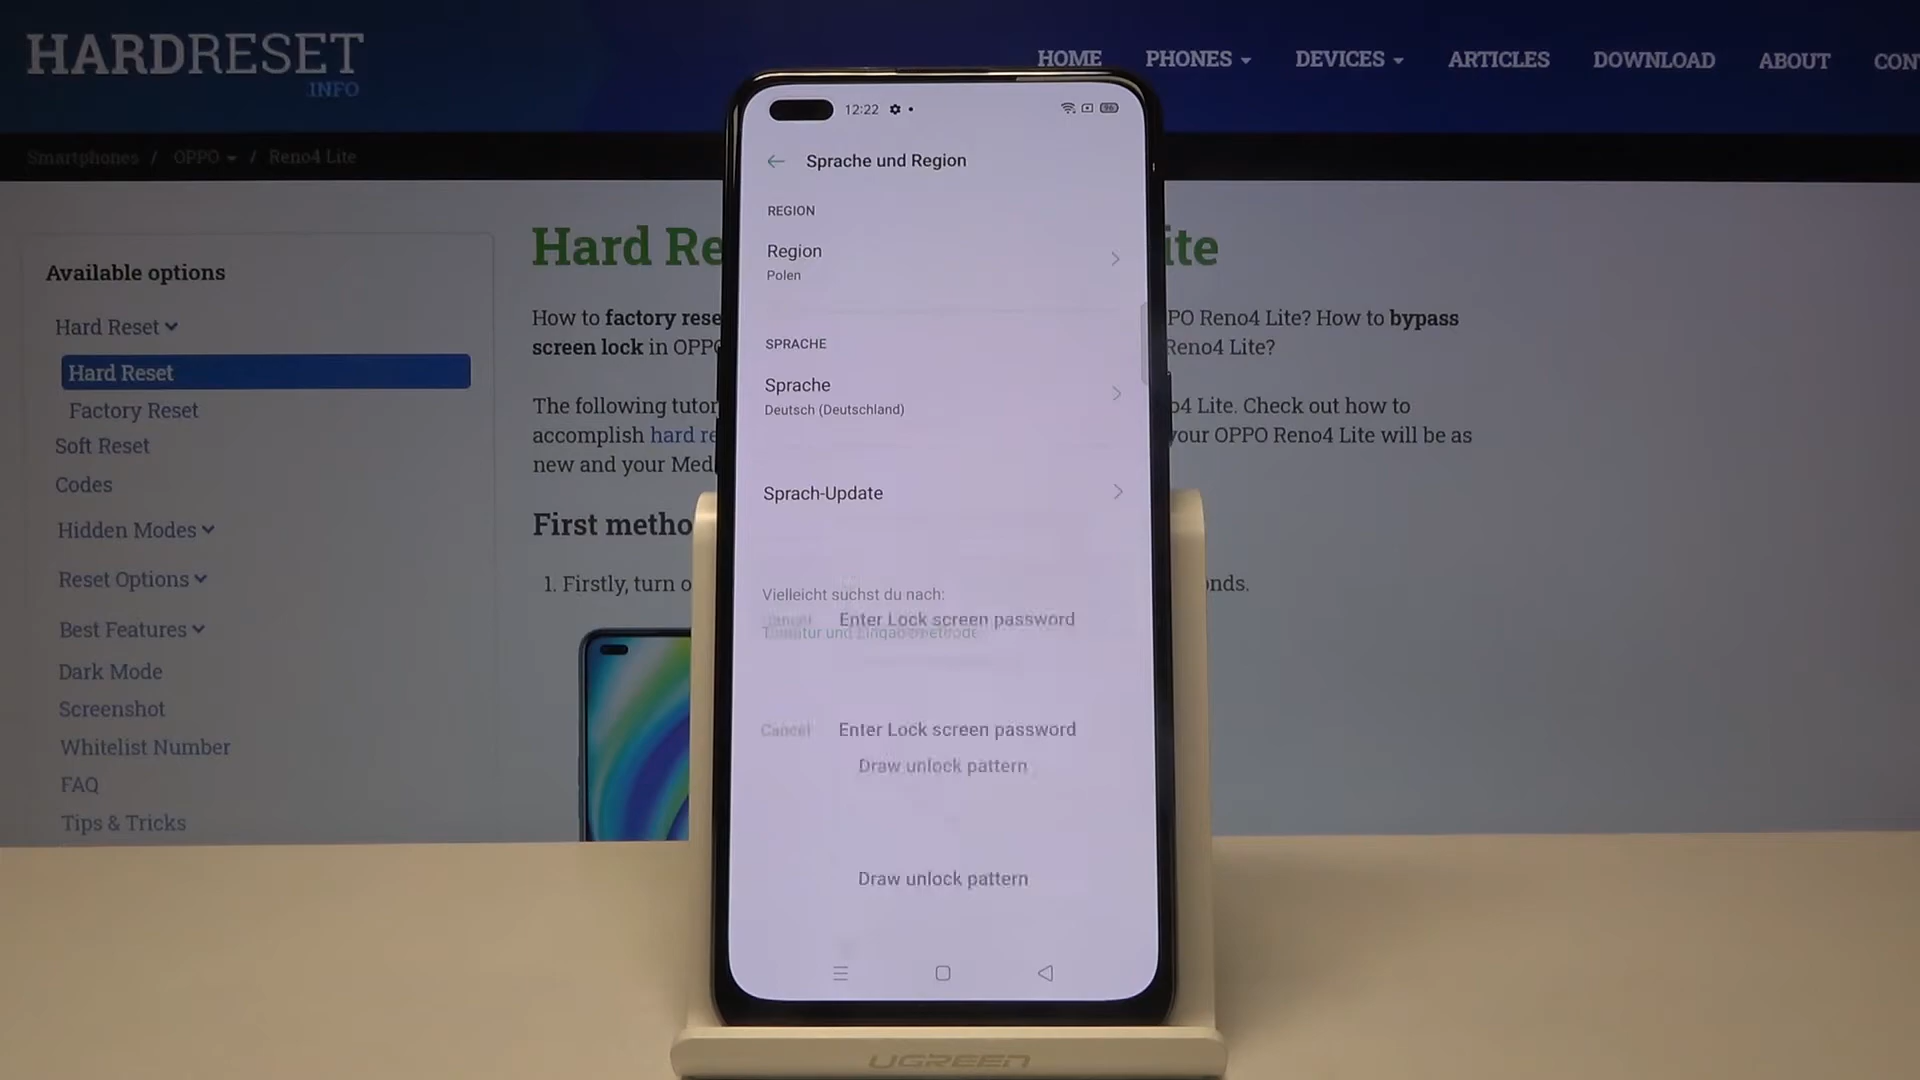 HARDRESET
INFO
HOME PHONES DEVICES ARTICLES DOWNLOAD ABOUT CON
Smartphones / OPPO / Reno4 Lite
Available options
Hard Reset
Hard Reset
Factory Reset
Soft Reset
Codes
Hidden Modes
Reset Options
Best Features
Dark Mode
Screenshot
Whitelist Number
FAQ
Tips & Tricks
Hard Re
ite
How to factory rese
PO Reno4 Lite? How to bypass
screen lock in OPPO
Reno4 Lite?
The following tutor
o4 Lite. Check out how to
accomplish hard re
your OPPO Reno4 Lite will be as
new and your Med
First metho
1. Firstly, turn o
nds.
12:22
96
Sprache und Region
REGION
Region
Polen
SPRACHE
Sprache
Deutsch (Deutschland)
Sprach-Update
Vielleicht suchst du nach:
Enter Lock screen password
Tastatur und Eingabemethode
Cancel Enter Lock screen password
Draw unlock pattern
Draw unlock pattern
UGREEN